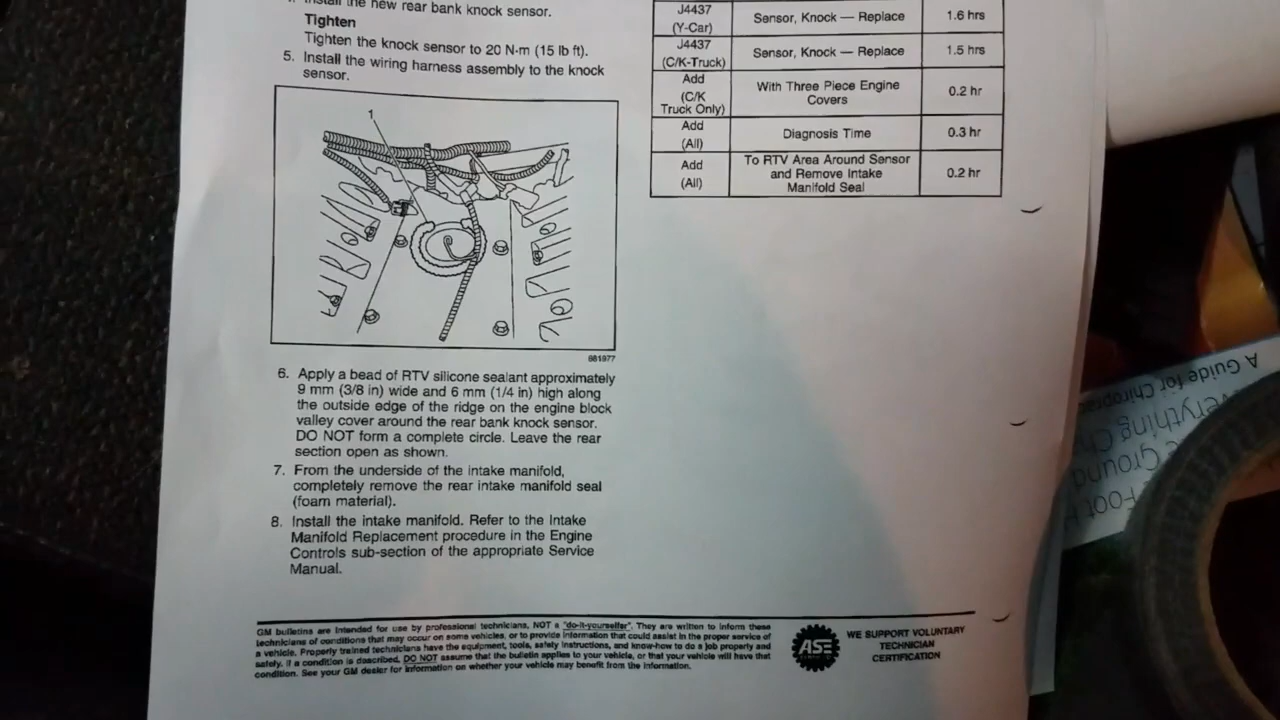 Install the new rear bank knock sensor.
Tighten
Tighten the knock sensor to 20 N·m (15 lb ft).
5. Install the wiring harness assembly to the knock
sensor.
1
881977
6. Apply a bead of RTV silicone sealant approximately
9 mm (3/8 in) wide and 6 mm (1/4 in) high along
the outside edge of the ridge on the engine block
valley cover around the rear bank knock sensor.
DO NOT form a complete circle. Leave the rear
section open as shown.
7. From the underside of the intake manifold,
completely remove the rear intake manifold seal
(foam material).
8. Install the intake manifold. Refer to the Intake
Manifold Replacement procedure in the Engine
Controls sub-section of the appropriate Service
Manual.
J4437
(Y-Car)
Sensor, Knock — Replace
1.6 hrs
J4437
(C/K-Truck)
Sensor, Knock — Replace
1.5 hrs
Add
(C/K
Truck Only)
With Three Piece Engine
Covers
0.2 hr
Add
(All)
Diagnosis Time
0.3 hr
Add
(All)
To RTV Area Around Sensor
and Remove Intake
Manifold Seal
0.2 hr
GM bulletins are intended for use by professional technicians, NOT a "do-it-yourselfer". They are written to inform these
technicians of conditions that may occur on some vehicles, or to provide information that could assist in the proper service of
a vehicle. Properly trained technicians have the equipment, tools, safety instructions, and know-how to do a job properly and
safely. If a condition is described, DO NOT assume that the bulletin applies to your vehicle, or that your vehicle will have that
condition. See your GM dealer for information on whether your vehicle may benefit from the information.
ASE
WE SUPPORT VOLUNTARY
TECHNICIAN
CERTIFICATION
A Guide for Chiroprac
verything Ch
Ground
Foot